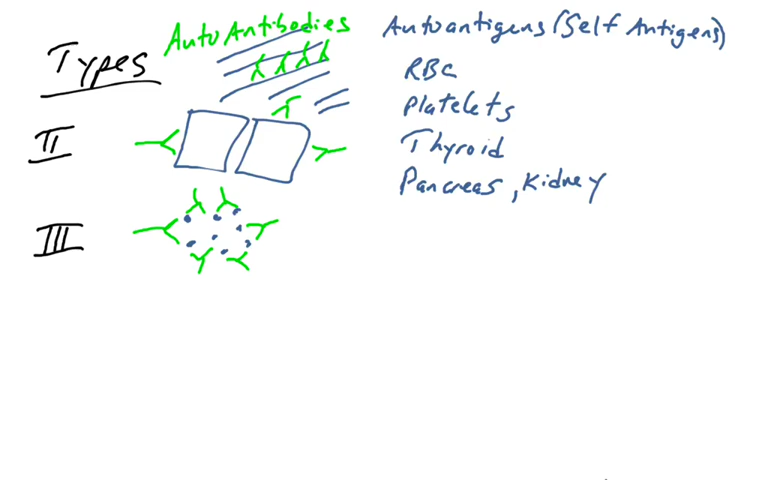 Types
AutoAntibodies
Autoantigens (Self Antigens)
RBC
Platelets
II
Thyroid
Pancreas, Kidney
III